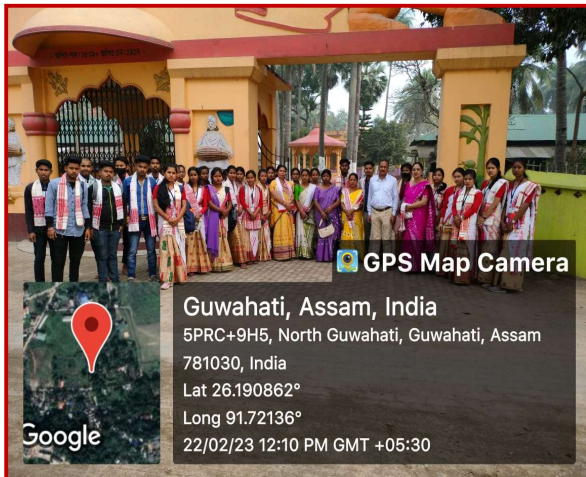 GPS Map Camera
Guwahati, Assam, India
5PRC+9H5, North Guwahati, Guwahati, Assam
781030, India
Lat 26.190862°
Long 91.72136°
22/02/23 12:10 PM GMT +05:30
Google